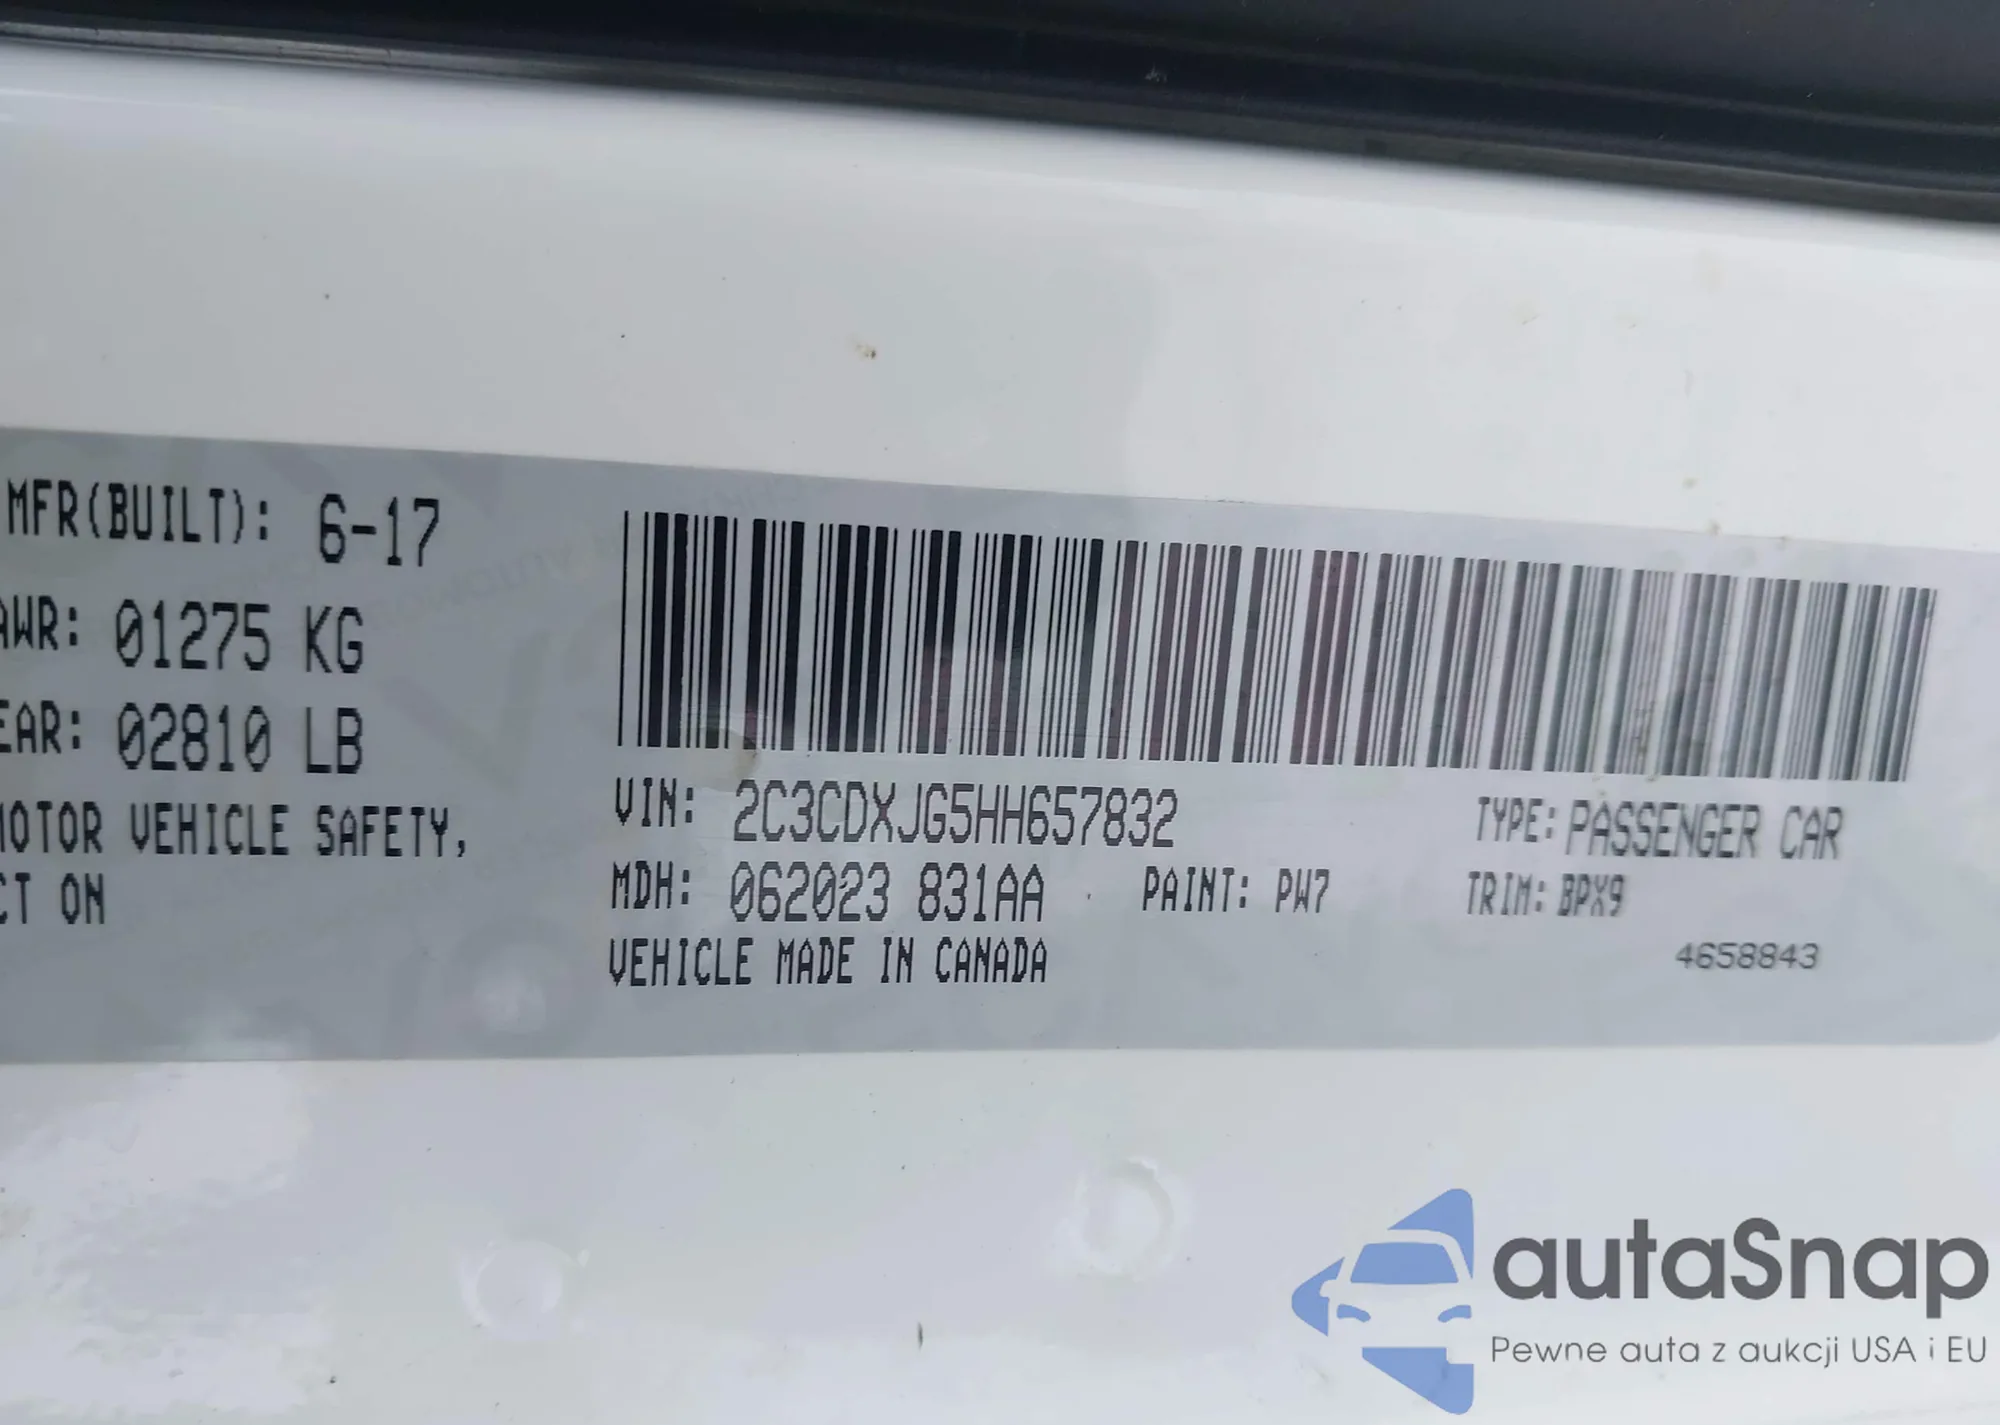 MFR(BUILT): 6-17
AWR: 01275 KG
EAR: 02810 LB
MOTOR VEHICLE SAFETY,
CT ON
VIN: 2C3CDXJG5HH657832
TYPE: PASSENGER CAR
MDH: 062023 831AA
PAINT: PW7
TRIM: BPX9
VEHICLE MADE IN CANADA
4658843
autaSnap
Pewne auta z aukcji USA i EU